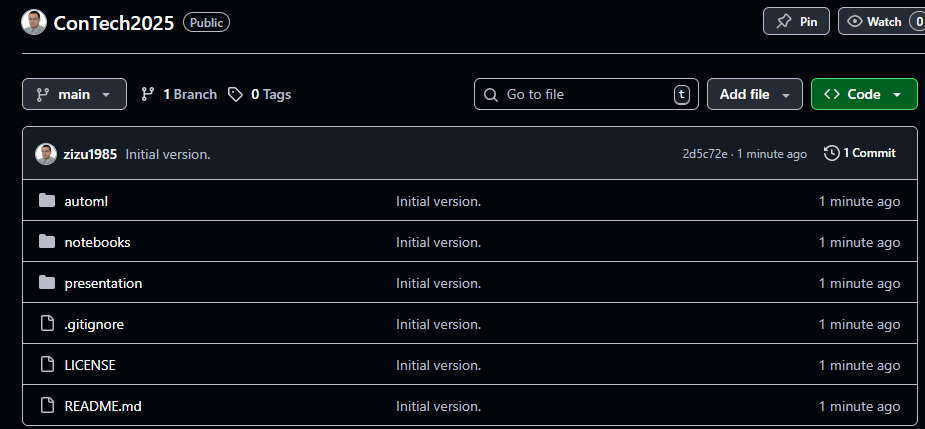 ConTech2025 Public Pin Watch 0
main 1 Branch 0 Tags Go to file t Add file Code
zizu1985 Initial version. 2d5c72e · 1 minute ago 1 Commit
automl Initial version. 1 minute ago
notebooks Initial version. 1 minute ago
presentation Initial version. 1 minute ago
.gitignore Initial version. 1 minute ago
LICENSE Initial version. 1 minute ago
README.md Initial version. 1 minute ago